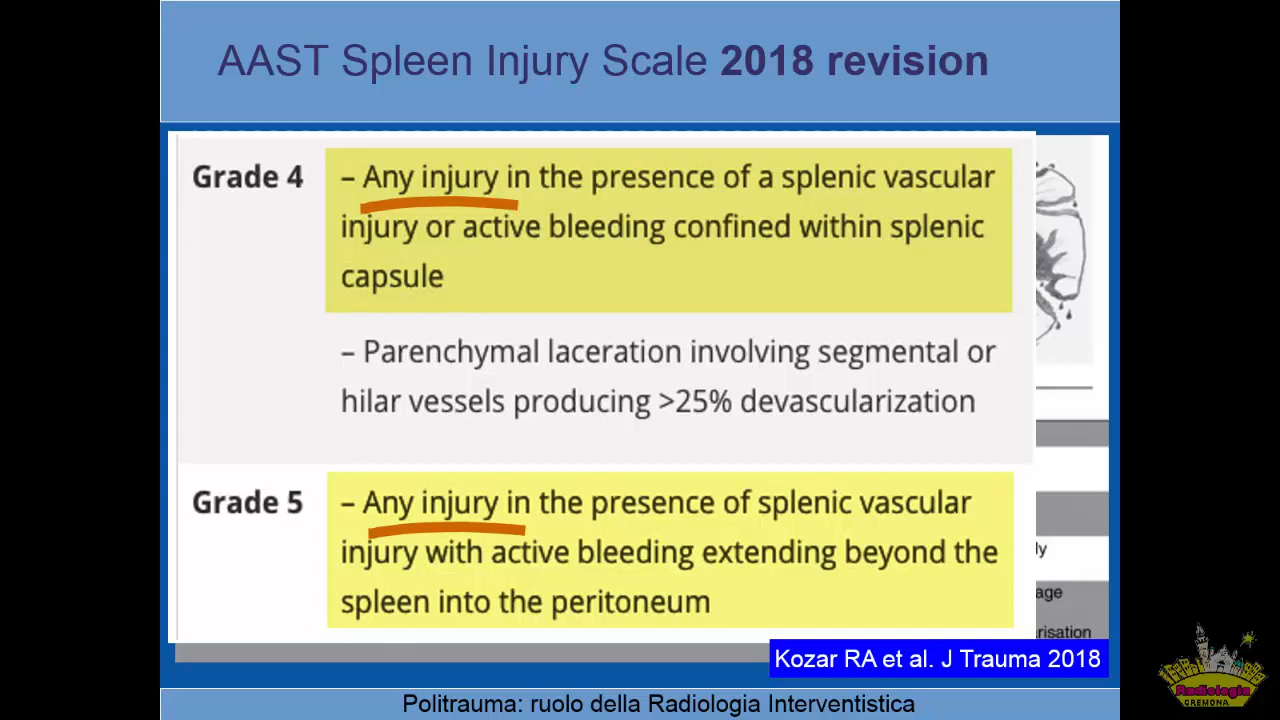 AAST Spleen Injury Scale 2018 revision
Grade 4
– Any injury in the presence of a splenic vascular
injury or active bleeding confined within splenic
capsule
– Parenchymal laceration involving segmental or
hilar vessels producing >25% devascularization
Grade 5
– Any injury in the presence of splenic vascular
injury with active bleeding extending beyond the
spleen into the peritoneum
Kozar RA et al. J Trauma 2018
Politrauma: ruolo della Radiologia Interventistica
Radiologia
CREMONA